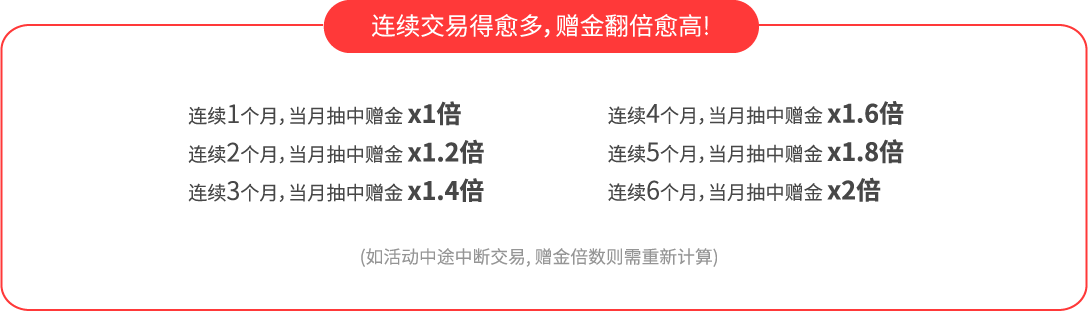 连续交易得愈多，赠金翻倍愈高!
连续1个月，当月抽中赠金 x1倍
连续2个月，当月抽中赠金 x1.2倍
连续3个月，当月抽中赠金 x1.4倍
连续4个月，当月抽中赠金 x1.6倍
连续5个月，当月抽中赠金 x1.8倍
连续6个月，当月抽中赠金 x2倍
(如活动中途中断交易, 赠金倍数则需重新计算)